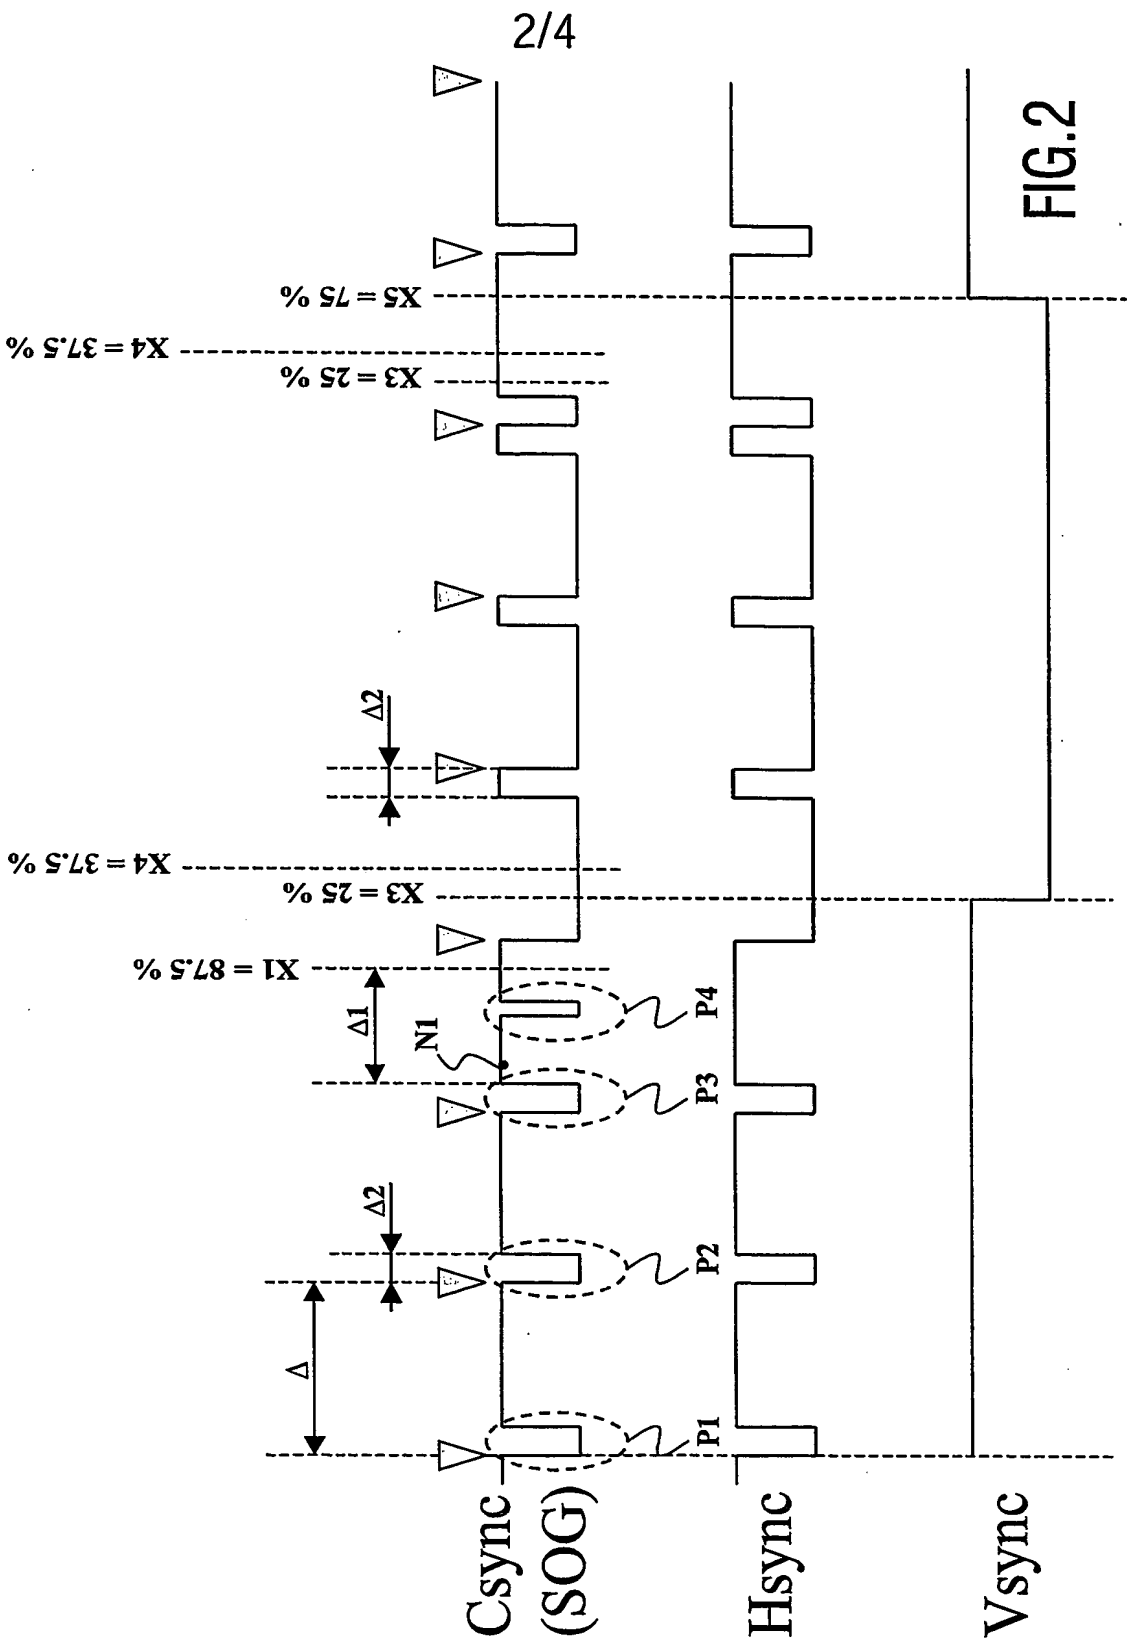 2/4
X4 = 37.5 %
X5 = 75 %
X3 = 25 %
Δ2
X4 = 37.5 %
X3 = 25 %
X1 = 87.5 %
Δ1
N1
Δ2
Δ
P1
P2
P3
P4
Csync
(SOG)
Hsync
Vsync
FIG.2